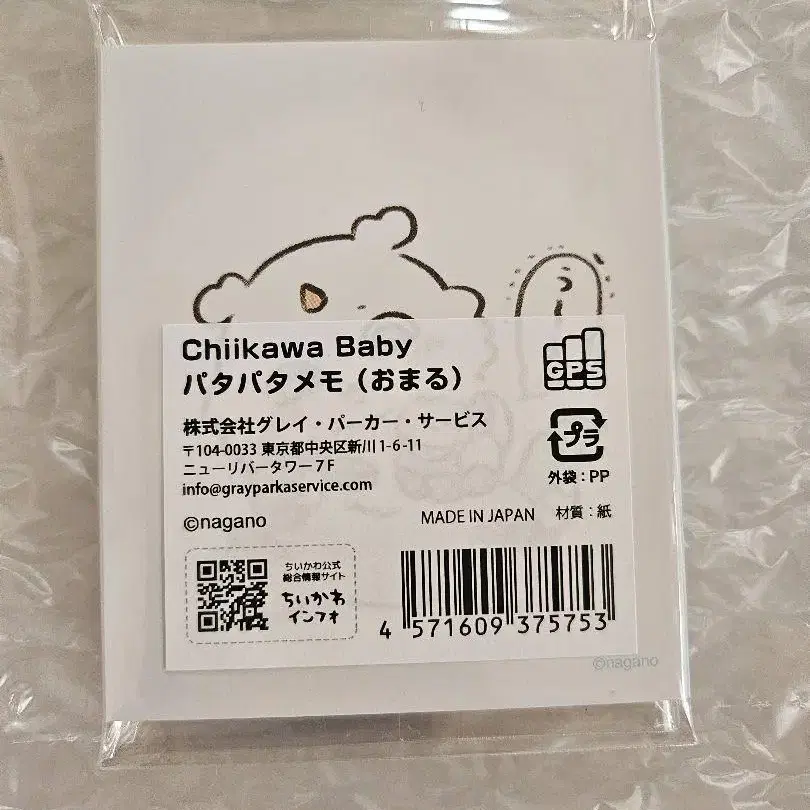 Chiikawa Baby
パタパタメモ（おまる）
GPS
株式会社グレイ・パーカー・サービス
〒104-0033 東京都中央区新川1-6-11
ニューリバータワー7F
info@grayparkaservice.com
プラ
外袋：PP
©nagano
MADE IN JAPAN 材質：紙
ちいかわ公式
総合情報サイト
ちいかわ
インフォ
4 571609 375753
©nagano